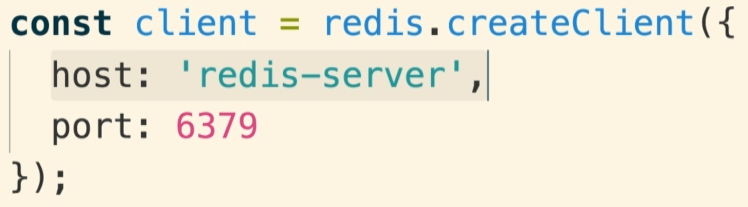 const client = redis.createClient({
  host: 'redis-server',
  port: 6379
});